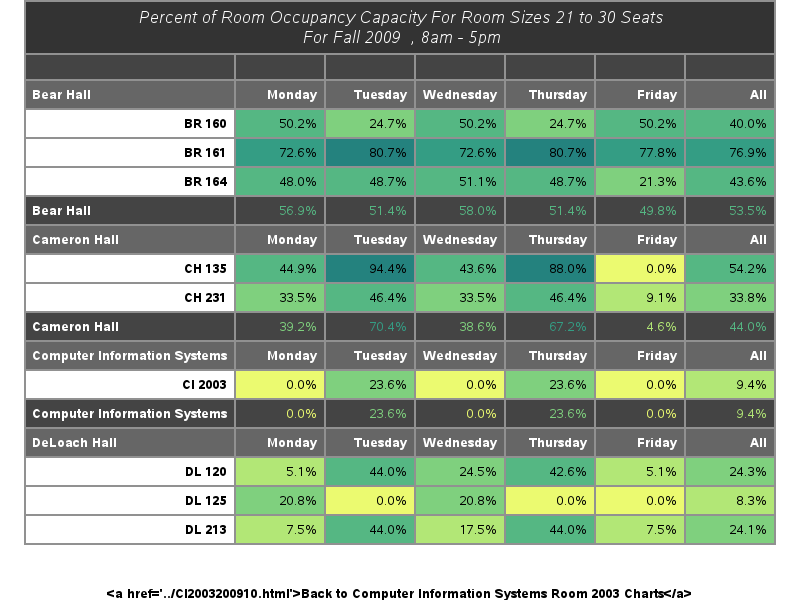 Percent of Room Occupancy Capacity For Room Sizes 21 to 30 Seats
For Fall 2009 , 8am - 5pm
Bear Hall Monday Tuesday Wednesday Thursday Friday All
BR 160 50.2% 24.7% 50.2% 24.7% 50.2% 40.0%
BR 161 72.6% 80.7% 72.6% 80.7% 77.8% 76.9%
BR 164 48.0% 48.7% 51.1% 48.7% 21.3% 43.6%
Bear Hall 56.9% 51.4% 58.0% 51.4% 49.8% 53.5%
Cameron Hall Monday Tuesday Wednesday Thursday Friday All
CH 135 44.9% 94.4% 43.6% 88.0% 0.0% 54.2%
CH 231 33.5% 46.4% 33.5% 46.4% 9.1% 33.8%
Cameron Hall 39.2% 70.4% 38.6% 67.2% 4.6% 44.0%
Computer Information Systems Monday Tuesday Wednesday Thursday Friday All
CI 2003 0.0% 23.6% 0.0% 23.6% 0.0% 9.4%
Computer Information Systems 0.0% 23.6% 0.0% 23.6% 0.0% 9.4%
DeLoach Hall Monday Tuesday Wednesday Thursday Friday All
DL 120 5.1% 44.0% 24.5% 42.6% 5.1% 24.3%
DL 125 20.8% 0.0% 20.8% 0.0% 0.0% 8.3%
DL 213 7.5% 44.0% 17.5% 44.0% 7.5% 24.1%
<a href='../CI2003200910.html'>Back to Computer Information Systems Room 2003 Charts</a>